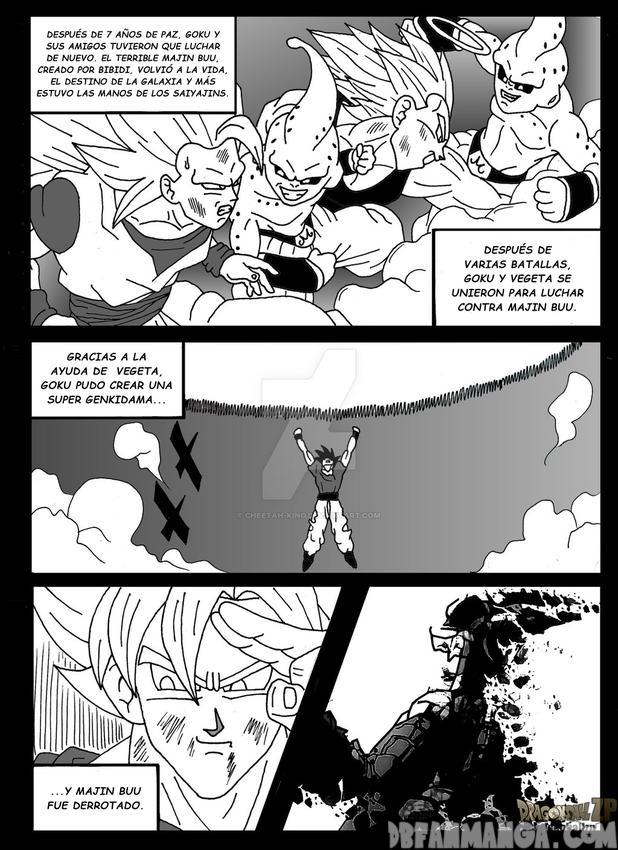 DESPUÉS DE 7 AÑOS DE PAZ, GOKU Y
SUS AMIGOS TUVIERON QUE LUCHAR
DE NUEVO. EL TERRIBLE MAJIN BUU,
CREADO POR BIBIDI, VOLVIÓ A LA VIDA,
EL DESTINO DE LA GALAXIA Y MÁS
ESTUVO LAS MANOS DE LOS SAIYAJINS.
DESPUÉS DE
VARIAS BATALLAS,
GOKU Y VEGETA SE
UNIERON PARA LUCHAR
CONTRA MAJIN BUU.
GRACIAS A LA
AYUDA DE VEGETA,
GOKU PUDO CREAR UNA
SUPER GENKIDAMA...
...Y MAJIN BUU
FUE DERROTADO.
DRAGONBALL ZP
DBFANMANGA.COM